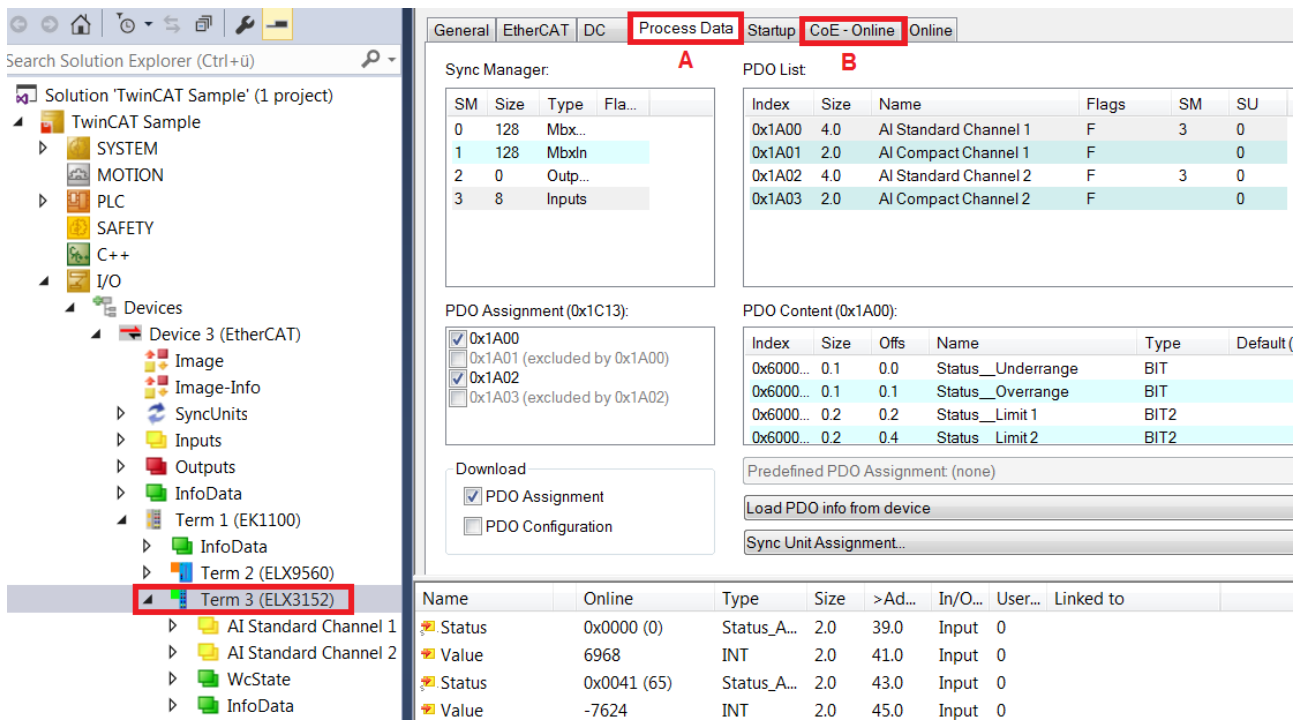 Search Solution Explorer (Ctrl+ü)
Solution 'TwinCAT Sample' (1 project)
TwinCAT Sample
SYSTEM
MOTION
PLC
SAFETY
C++
I/O
Devices
Device 3 (EtherCAT)
Image
Image-Info
SyncUnits
Inputs
Outputs
InfoData
Term 1 (EK1100)
InfoData
Term 2 (ELX9560)
Term 3 (ELX3152)
AI Standard Channel 1
AI Standard Channel 2
WcState
InfoData
General EtherCAT DC Process Data Startup CoE - Online Online
A B
Sync Manager:
SM Size Type Fla...
0 128 Mbx...
1 128 MbxIn
2 0 Outp...
3 8 Inputs
PDO List:
Index Size Name Flags SM SU
0x1A00 4.0 AI Standard Channel 1 F 3 0
0x1A01 2.0 AI Compact Channel 1 F 0
0x1A02 4.0 AI Standard Channel 2 F 3 0
0x1A03 2.0 AI Compact Channel 2 F 0
PDO Assignment (0x1C13):
0x1A00
0x1A01 (excluded by 0x1A00)
0x1A02
0x1A03 (excluded by 0x1A02)
PDO Content (0x1A00):
Index Size Offs Name Type Default (
0x6000... 0.1 0.0 Status__Underrange BIT
0x6000... 0.1 0.1 Status__Overrange BIT
0x6000... 0.2 0.2 Status__Limit 1 BIT2
0x6000... 0.2 0.4 Status__Limit 2 BIT2
Download
PDO Assignment
PDO Configuration
Predefined PDO Assignment: (none)
Load PDO info from device
Sync Unit Assignment...
Name Online Type Size >Ad... In/O... User... Linked to
Status 0x0000 (0) Status_A... 2.0 39.0 Input 0
Value 6968 INT 2.0 41.0 Input 0
Status 0x0041 (65) Status_A... 2.0 43.0 Input 0
Value -7624 INT 2.0 45.0 Input 0